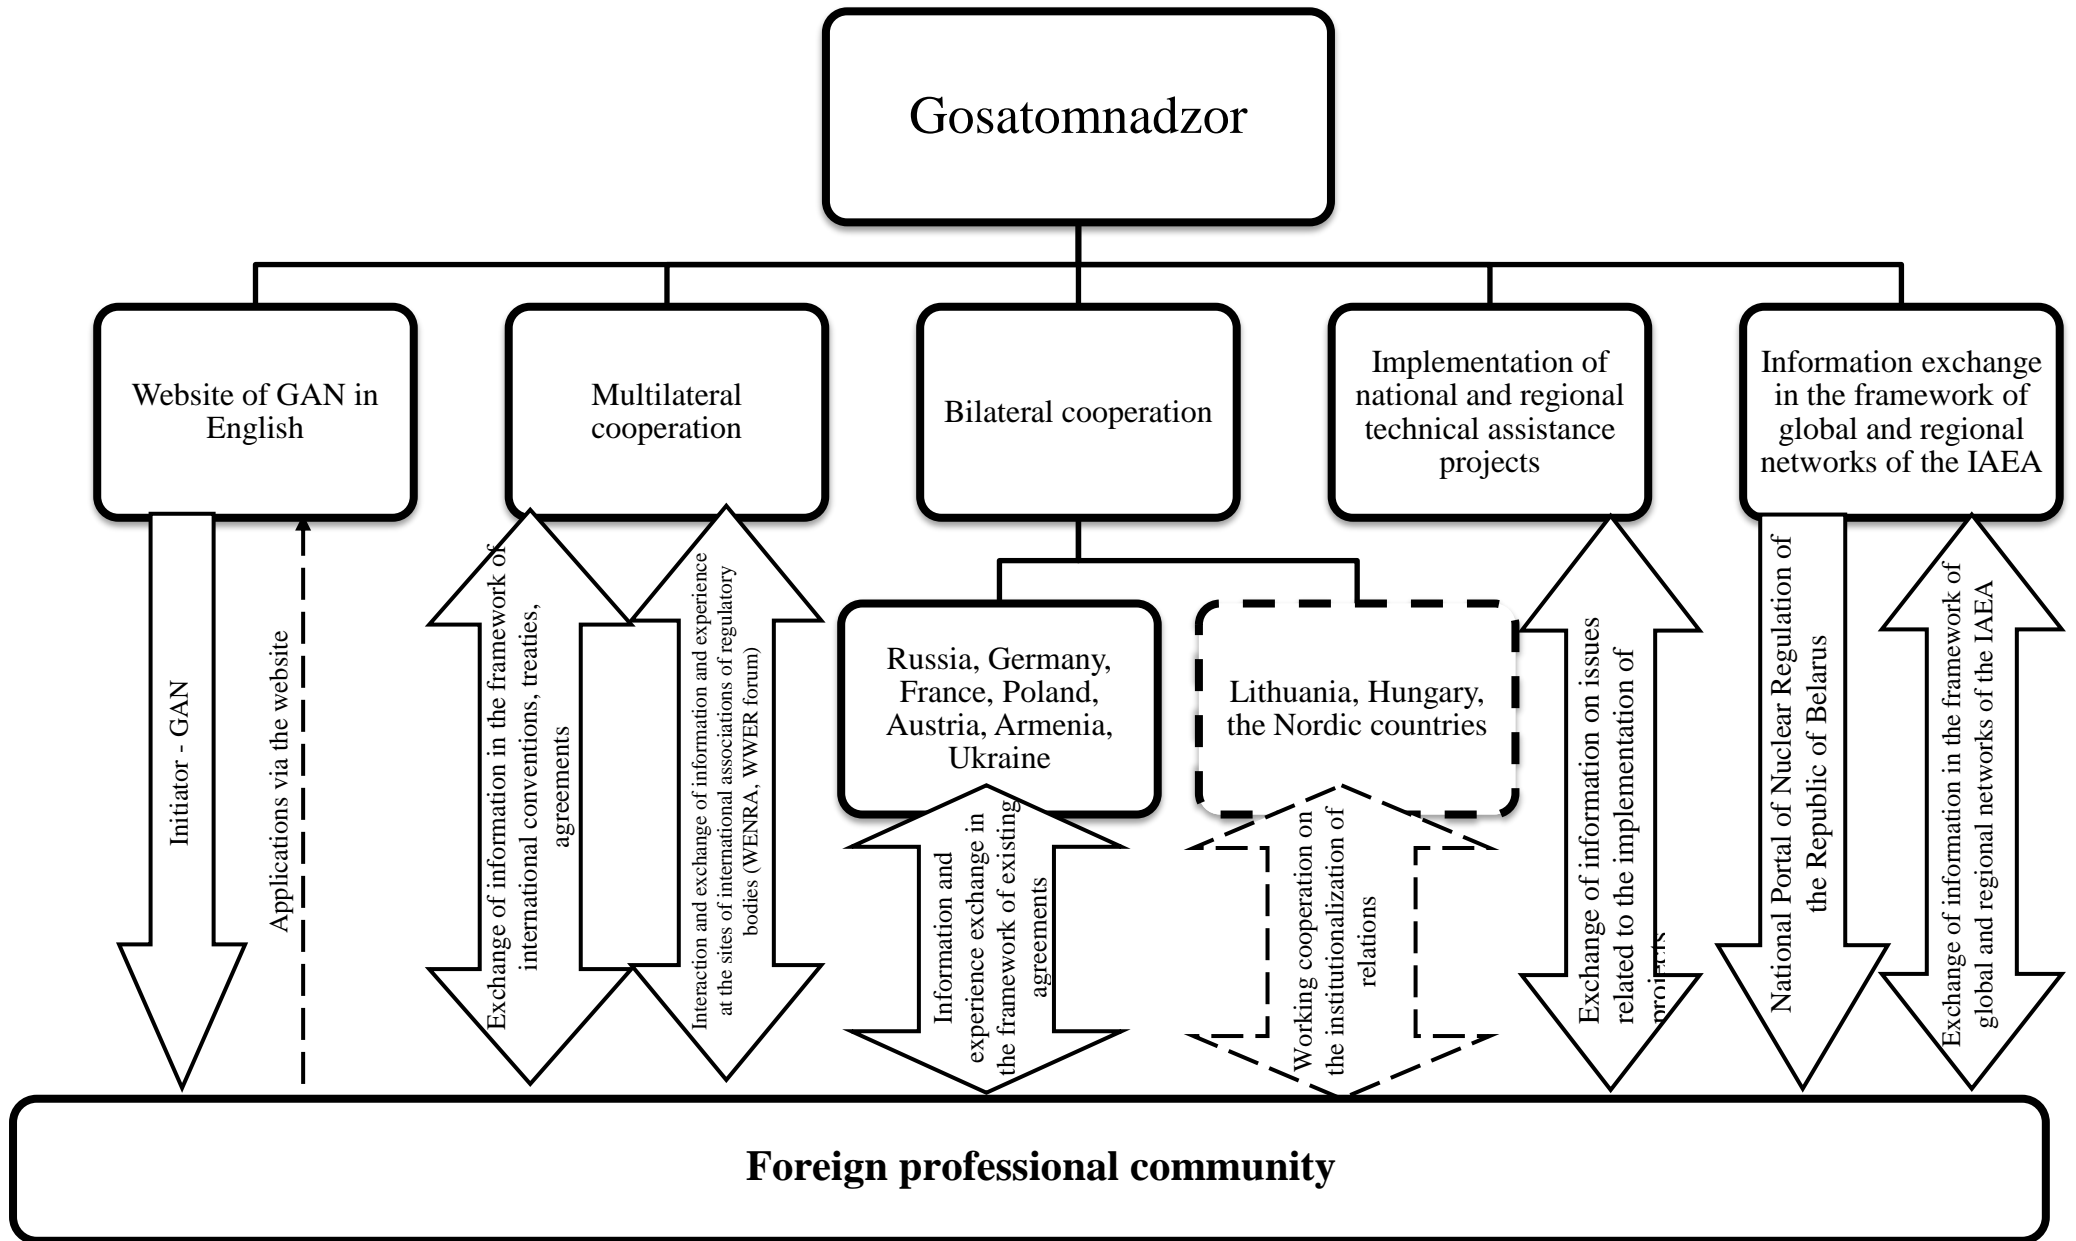 Gosatomnadzor
Website of GAN in
English
Multilateral
cooperation
Bilateral cooperation
Implementation of
national and regional
technical assistance
projects
Information exchange
in the framework of
global and regional
networks of the IAEA
Russia, Germany,
France, Poland,
Austria, Armenia,
Ukraine
Lithuania, Hungary,
the Nordic countries
Initiator - GAN
Applications via the website
Exchange of information in the framework of
international conventions, treaties,
agreements
Interaction and exchange of information and experience
at the sites of international associations of regulatory
bodies (WENRA, WWER forum)
Information and
experience exchange in
the framework of existing
agreements
Working cooperation on
the institutionalization of
relations
Exchange of information on issues
related to the implementation of
projects
National Portal of Nuclear Regulation of
the Republic of Belarus
Exchange of information in the framework of
global and regional networks of the IAEA
Foreign professional community